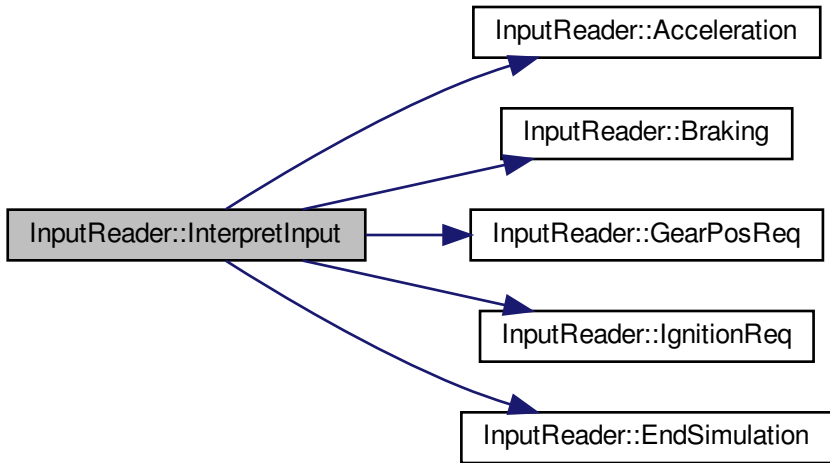 InputReader::Acceleration
InputReader::Braking
InputReader::InterpretInput
InputReader::GearPosReq
InputReader::IgnitionReq
InputReader::EndSimulation